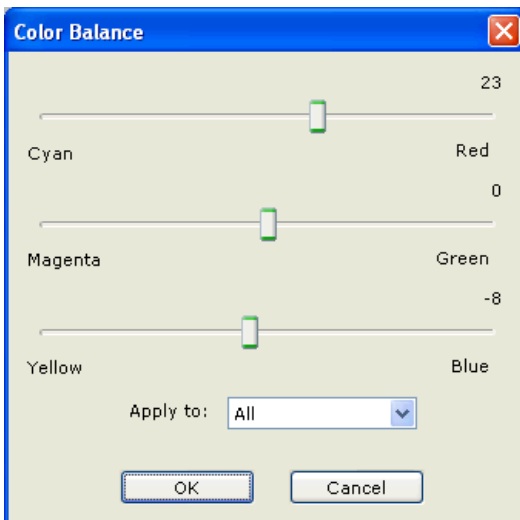 Color Balance
23
Cyan Red
0
Magenta Green
-8
Yellow Blue
Apply to: All
OK Cancel